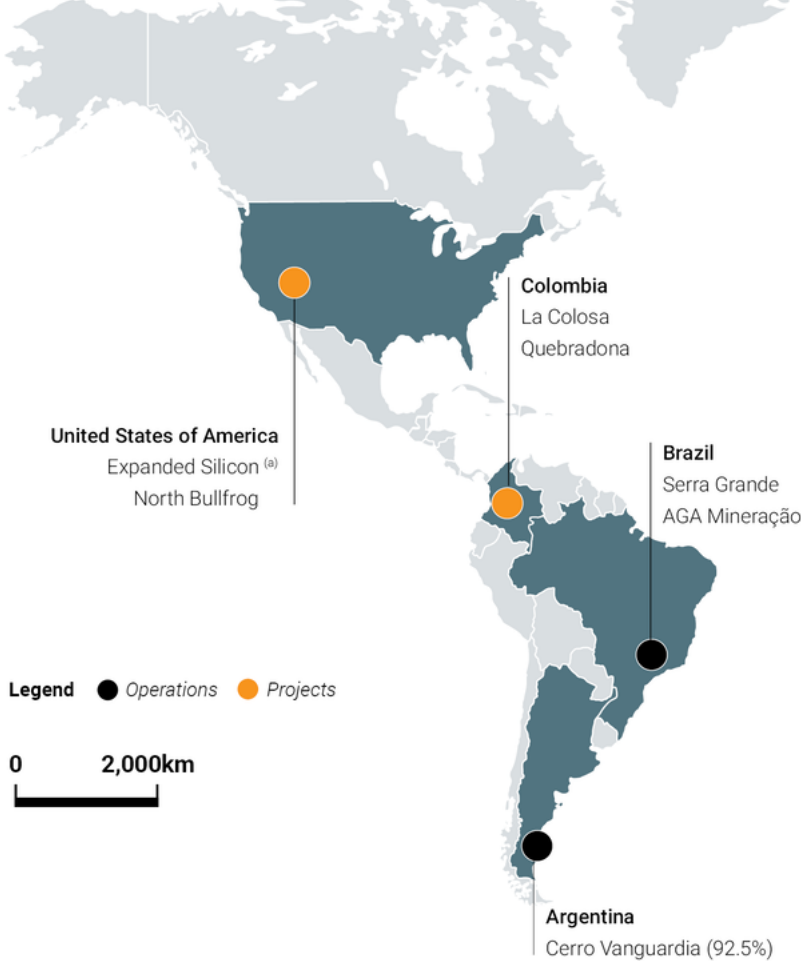 Colombia
La Colosa
Quebradona
United States of America
Expanded Silicon (a)
North Bullfrog
Brazil
Serra Grande
AGA Mineração
Legend Operations Projects
0 2,000km
Argentina
Cerro Vanguardia (92.5%)